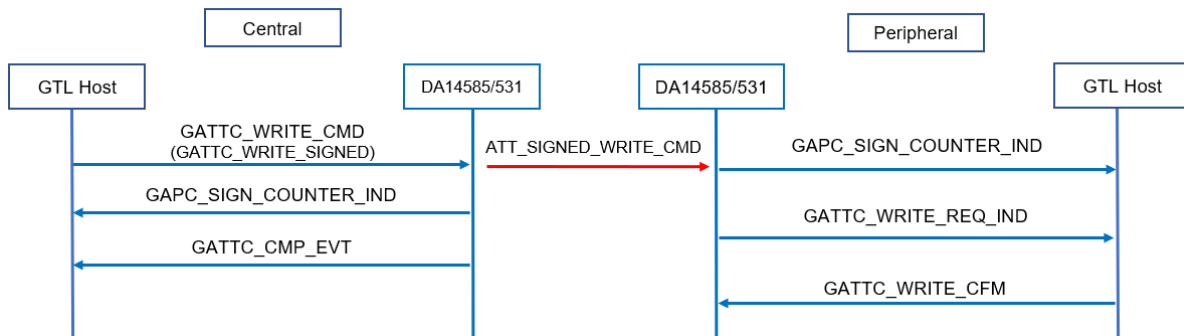 Central
Peripheral
GTL Host
DA14585/531
DA14585/531
GTL Host
GATTC_WRITE_CMD
(GATTC_WRITE_SIGNED)
ATT_SIGNED_WRITE_CMD
GAPC_SIGN_COUNTER_IND
GAPC_SIGN_COUNTER_IND
GATTC_WRITE_REQ_IND
GATTC_CMP_EVT
GATTC_WRITE_CFM